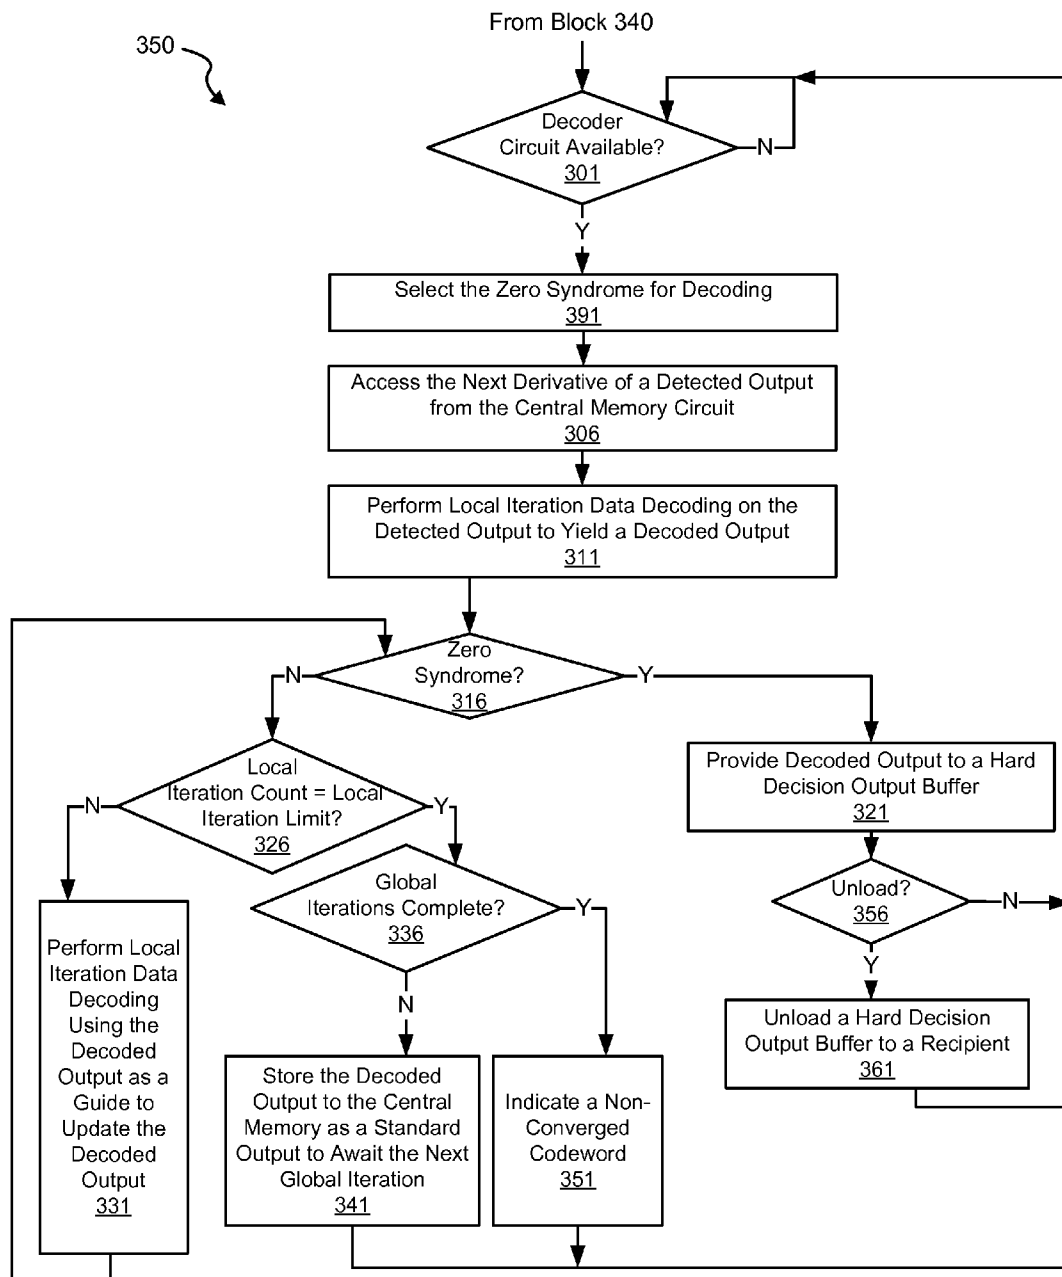 From Block 340
350
Decoder
Circuit Available?
301
N
Y
Select the Zero Syndrome for Decoding
391
Access the Next Derivative of a Detected Output
from the Central Memory Circuit
306
Perform Local Iteration Data Decoding on the
Detected Output to Yield a Decoded Output
311
Zero
Syndrome?
316
N
Y
Local
Iteration Count = Local
Iteration Limit?
326
N
Y
Provide Decoded Output to a Hard
Decision Output Buffer
321
Global
Iterations Complete?
336
Y
N
Unload?
356
N
Y
Perform Local
Iteration Data
Decoding
Using the
Decoded
Output as a
Guide to
Update the
Decoded
Output
331
Store the Decoded
Output to the Central
Memory as a Standard
Output to Await the Next
Global Iteration
341
Indicate a Non-
Converged
Codeword
351
Unload a Hard Decision
Output Buffer to a Recipient
361